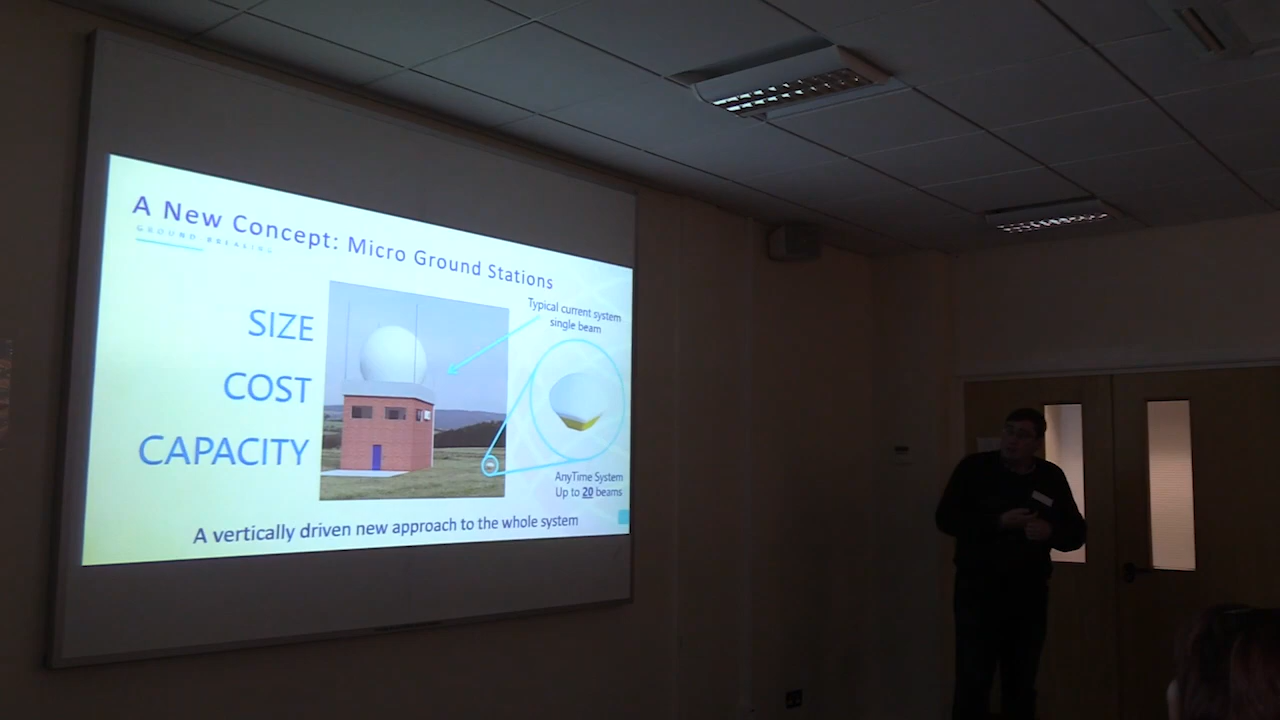 A New Concept: Micro Ground Stations
GROUND BREAKING
SIZE
COST
CAPACITY
Typical current system
single beam
AnyTime System
Up to 20 beams
A vertically driven new approach to the whole system